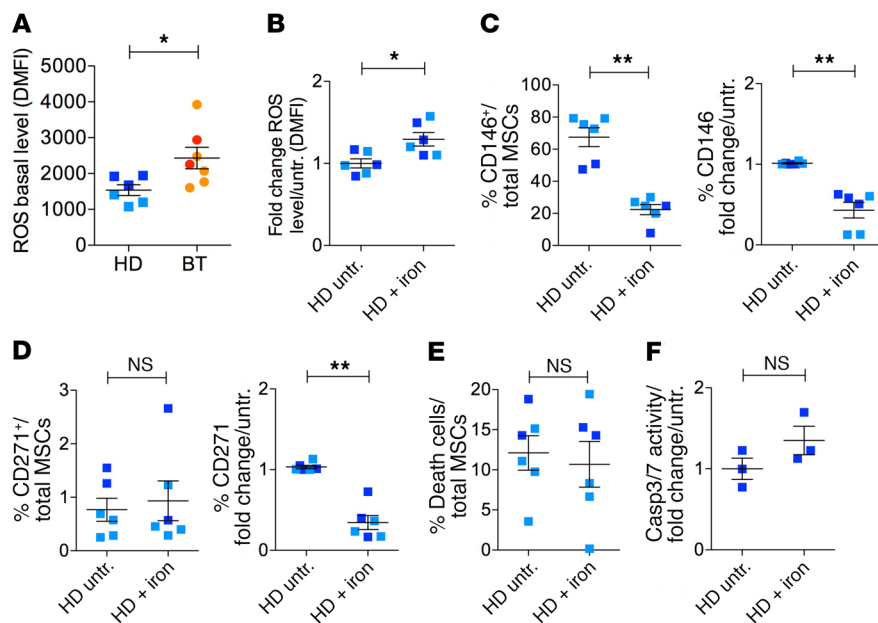 A
ROS basal level (DMFI)
5000
4000
3000
2000
1000
0
*
HD
BT
B
Fold change ROS
level/untr. (DMFI)
2
1
0
*
HD untr.
HD + iron
C
% CD146+/
total MSCs
100
80
60
40
20
0
**
HD untr.
HD + iron
% CD146
fold change/untr.
2
1
0
**
HD untr.
HD + iron
D
% CD271+/
total MSCs
3
2
1
0
NS
HD untr.
HD + iron
% CD271
fold change/untr.
2
1
0
**
HD untr.
HD + iron
E
% Death cells/
total MSCs
20
15
10
5
0
NS
HD untr.
HD + iron
F
Casp3/7 activity/
fold change/untr.
2
1
0
NS
HD untr.
HD + iron